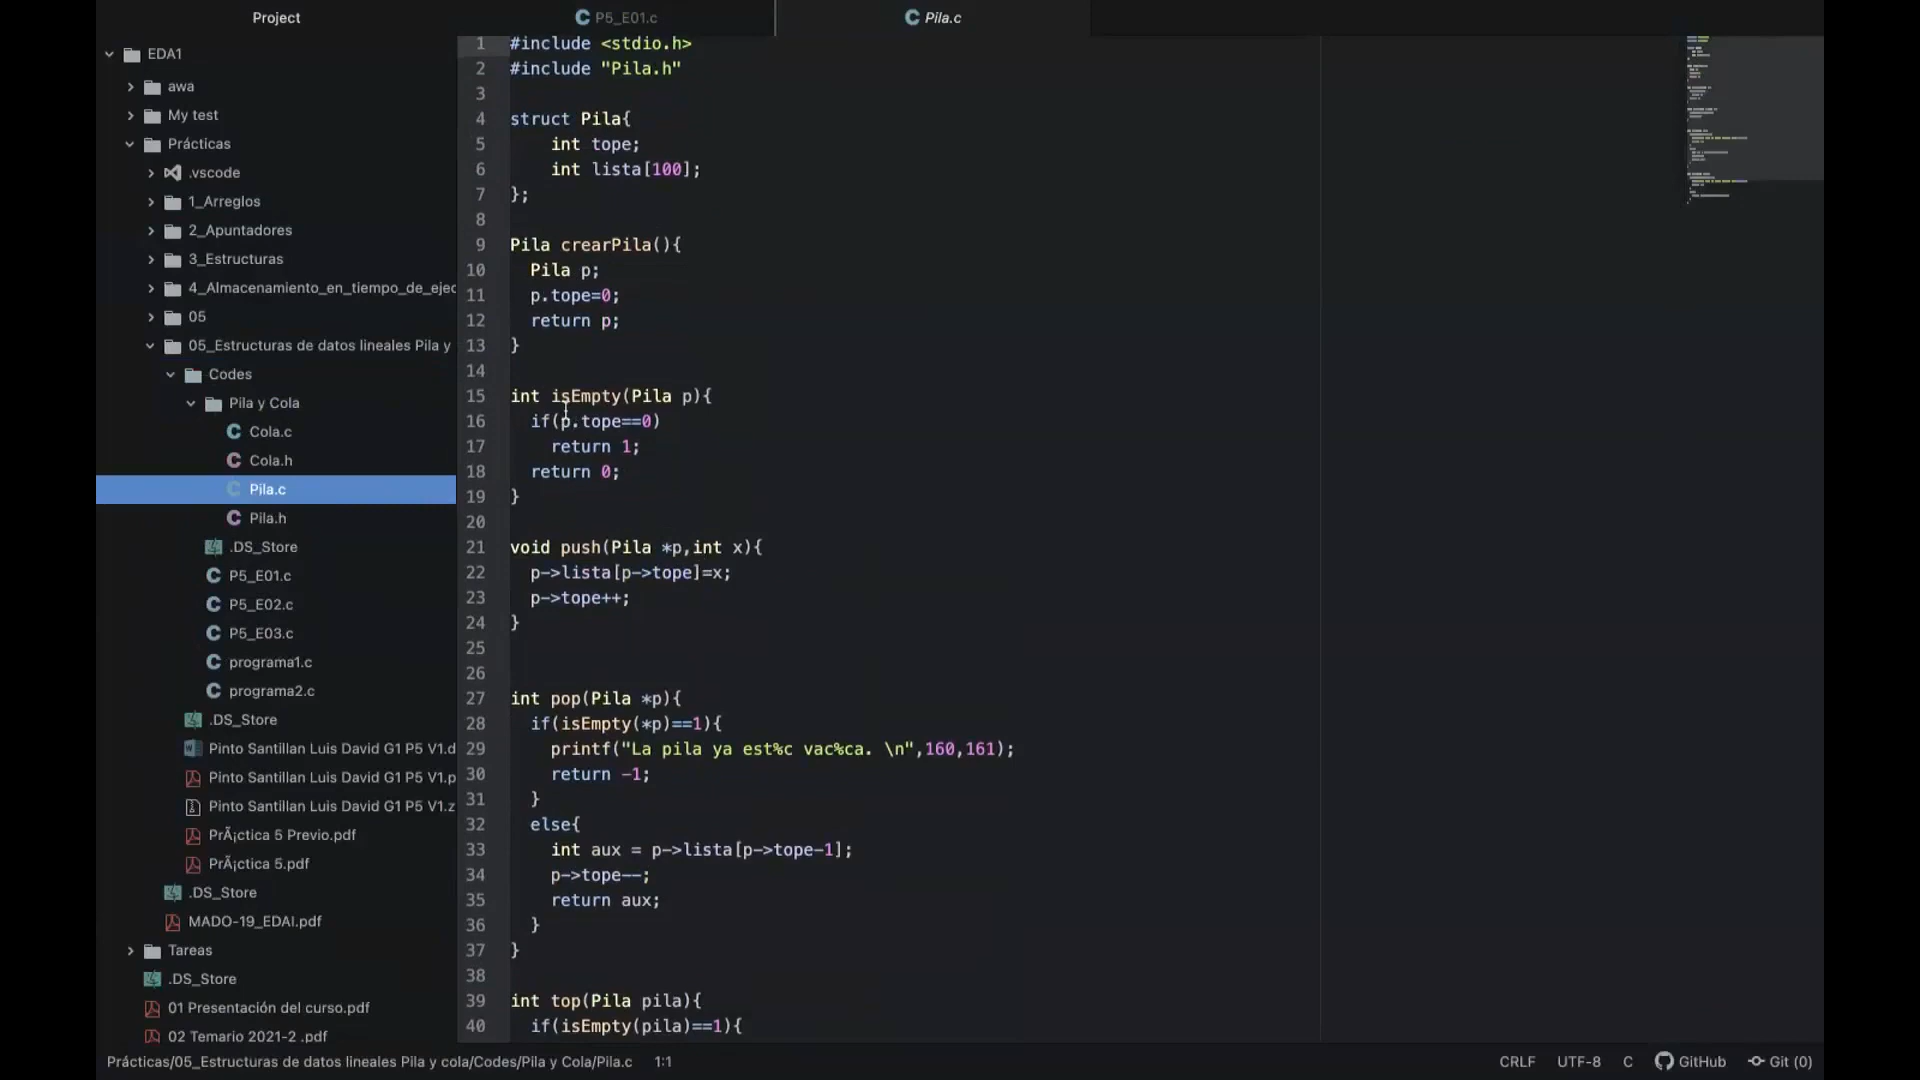 Project
P5_E01.c
Pila.c
EDA1
awa
My test
Prácticas
.vscode
1_Arreglos
2_Apuntadores
3_Estructuras
4_Almacenamiento_en_tiempo_de_ejec
05
05_Estructuras de datos lineales Pila y
Codes
Pila y Cola
Cola.c
Cola.h
Pila.c
Pila.h
.DS_Store
P5_E01.c
P5_E02.c
P5_E03.c
programa1.c
programa2.c
.DS_Store
Pinto Santillan Luis David G1 P5 V1.d
Pinto Santillan Luis David G1 P5 V1.p
Pinto Santillan Luis David G1 P5 V1.z
PrÃ¡ctica 5 Previo.pdf
PrÃ¡ctica 5.pdf
.DS_Store
MADO-19_EDAI.pdf
Tareas
.DS_Store
01 Presentación del curso.pdf
02 Temario 2021-2 .pdf
1 #include <stdio.h>
2 #include "Pila.h"
3
4 struct Pila{
5 int tope;
6 int lista[100];
7 };
8
9 Pila crearPila(){
10 Pila p;
11 p.tope=0;
12 return p;
13 }
14
15 int isEmpty(Pila p){
16 if(p.tope==0)
17 return 1;
18 return 0;
19 }
20
21 void push(Pila *p,int x){
22 p->lista[p->tope]=x;
23 p->tope++;
24 }
25
26
27 int pop(Pila *p){
28 if(isEmpty(*p)==1){
29 printf("La pila ya est%c vac%ca. \n",160,161);
30 return -1;
31 }
32 else{
33 int aux = p->lista[p->tope-1];
34 p->tope--;
35 return aux;
36 }
37 }
38
39 int top(Pila pila){
40 if(isEmpty(pila)==1){
Prácticas/05_Estructuras de datos lineales Pila y cola/Codes/Pila y Cola/Pila.c 1:1
CRLF UTF-8 C GitHub Git (0)